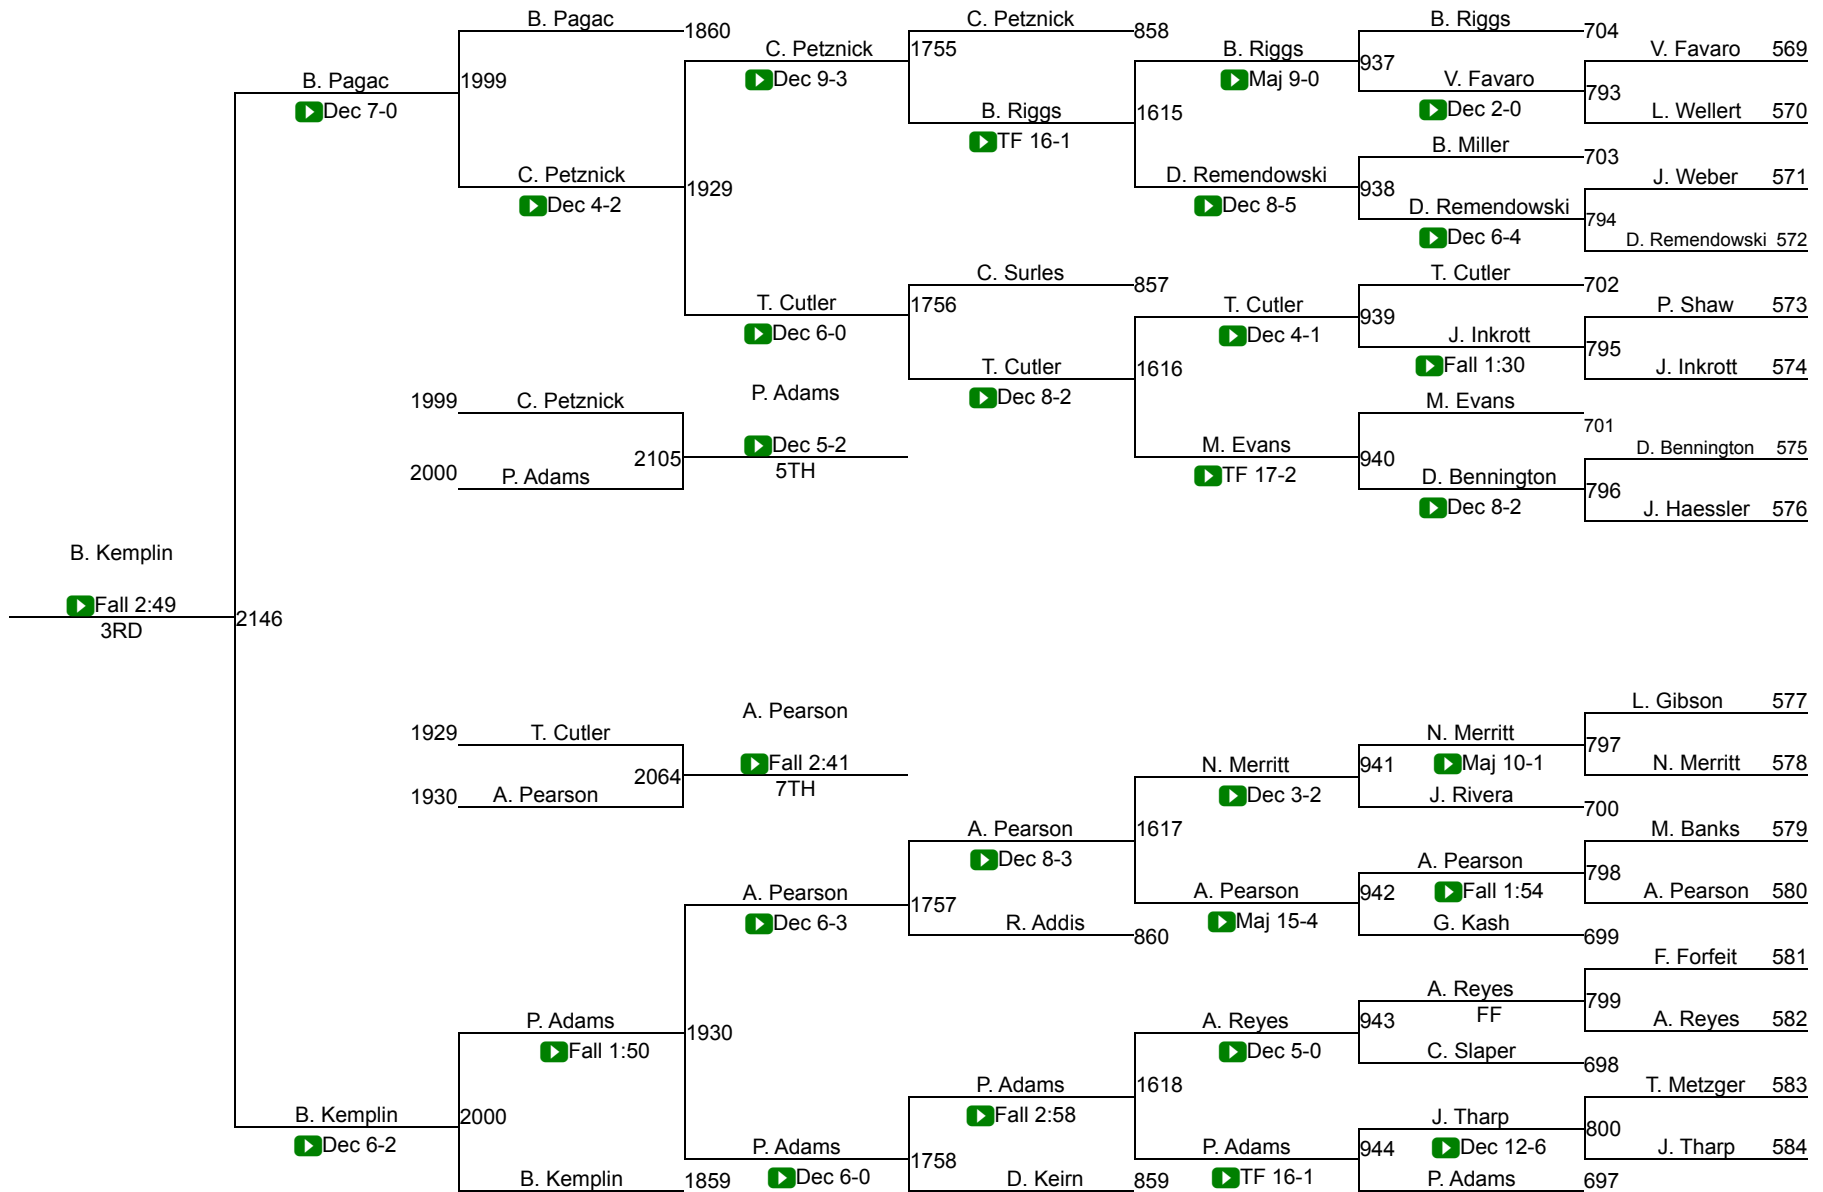 B. Pagac
1860
C. Petznick
858
B. Riggs
704
V. Favaro 569
C. Petznick
Dec 9-3
1755
B. Riggs
Maj 9-0
937
V. Favaro
Dec 2-0
793
L. Wellert 570
B. Pagac
Dec 7-0
1999
B. Riggs
TF 16-1
1615
B. Miller
703
J. Weber 571
C. Petznick
Dec 4-2
1929
D. Remendowski
Dec 8-5
938
D. Remendowski
Dec 6-4
794
D. Remendowski 572
C. Surles
857
T. Cutler
702
P. Shaw 573
T. Cutler
Dec 6-0
1756
T. Cutler
Dec 4-1
939
J. Inkrott
Fall 1:30
795
J. Inkrott 574
T. Cutler
Dec 8-2
1616
M. Evans
701
D. Bennington 575
1999 C. Petznick
P. Adams
2105
Dec 5-2
5TH
2000 P. Adams
M. Evans
TF 17-2
940
D. Bennington
Dec 8-2
796
J. Haessler 576
B. Kemplin
Fall 2:49
3RD
2146
L. Gibson 577
1929 T. Cutler
A. Pearson
2064
Fall 2:41
7TH
1930 A. Pearson
N. Merritt
Maj 10-1
797
N. Merritt 578
N. Merritt
Dec 3-2
941
J. Rivera
700
A. Pearson
Dec 8-3
1617
M. Banks 579
A. Pearson
Fall 1:54
798
A. Pearson 580
A. Pearson
Dec 6-3
1757
A. Pearson
Maj 15-4
942
G. Kash
699
R. Addis
860
F. Forfeit 581
A. Reyes
FF
799
A. Reyes 582
P. Adams
Fall 1:50
1930
A. Reyes
Dec 5-0
943
C. Slaper
698
P. Adams
Fall 2:58
1618
T. Metzger 583
B. Kemplin
Dec 6-2
2000
J. Tharp
Dec 12-6
800
J. Tharp 584
P. Adams
Dec 6-0
1758
P. Adams
TF 16-1
944
B. Kemplin
1859
D. Keirn
859
P. Adams
697